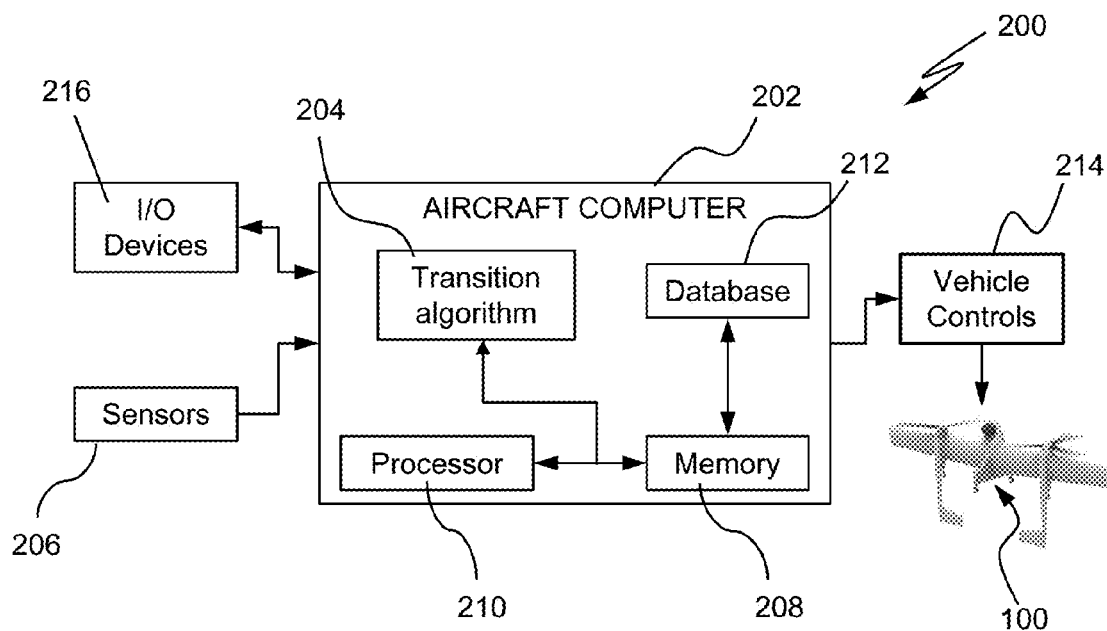 200
216
204
202
212
214
I/O
Devices
AIRCRAFT COMPUTER
Transition
algorithm
Database
Vehicle
Controls
Sensors
Processor
Memory
206
210
208
100